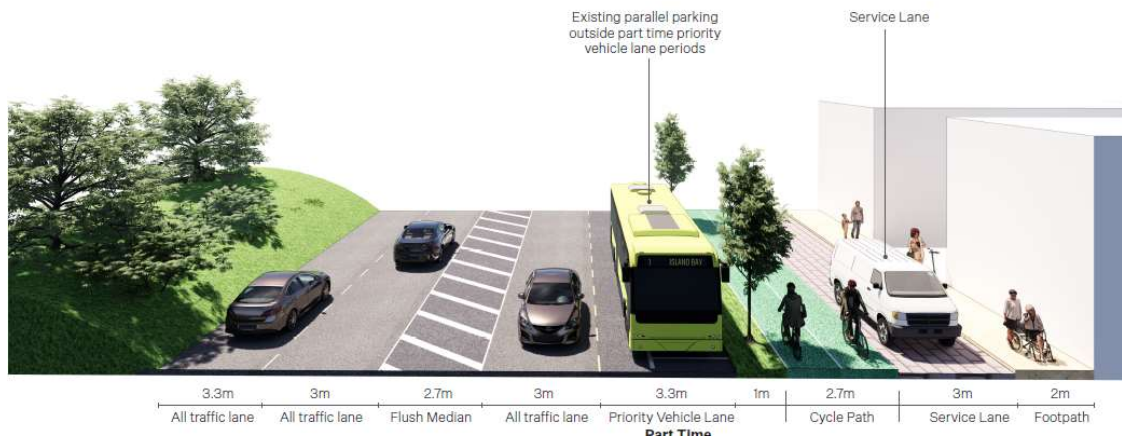 Existing parallel parking
outside part time priority
vehicle lane periods
Service Lane
1 ISLAND BAY
3.3m
3m
2.7m
3m
3.3m
1m
2.7m
3m
2m
All traffic lane
All traffic lane
Flush Median
All traffic lane
Priority Vehicle Lane
Cycle Path
Service Lane
Footpath
Part Time